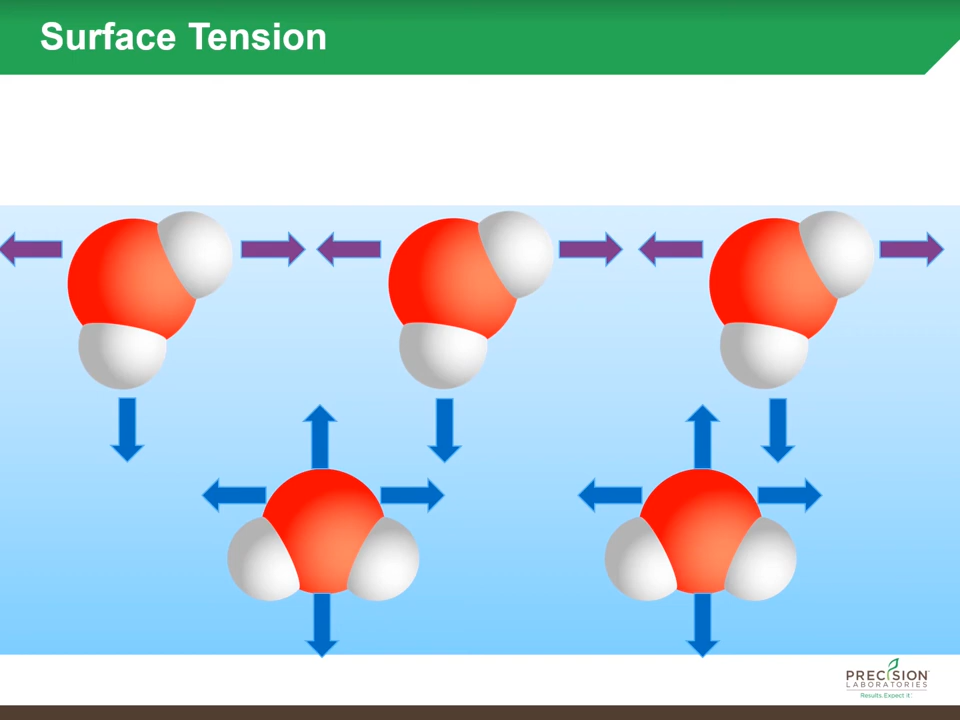 Surface Tension
PRECISION
LABORATORIES
Results. Expect it.